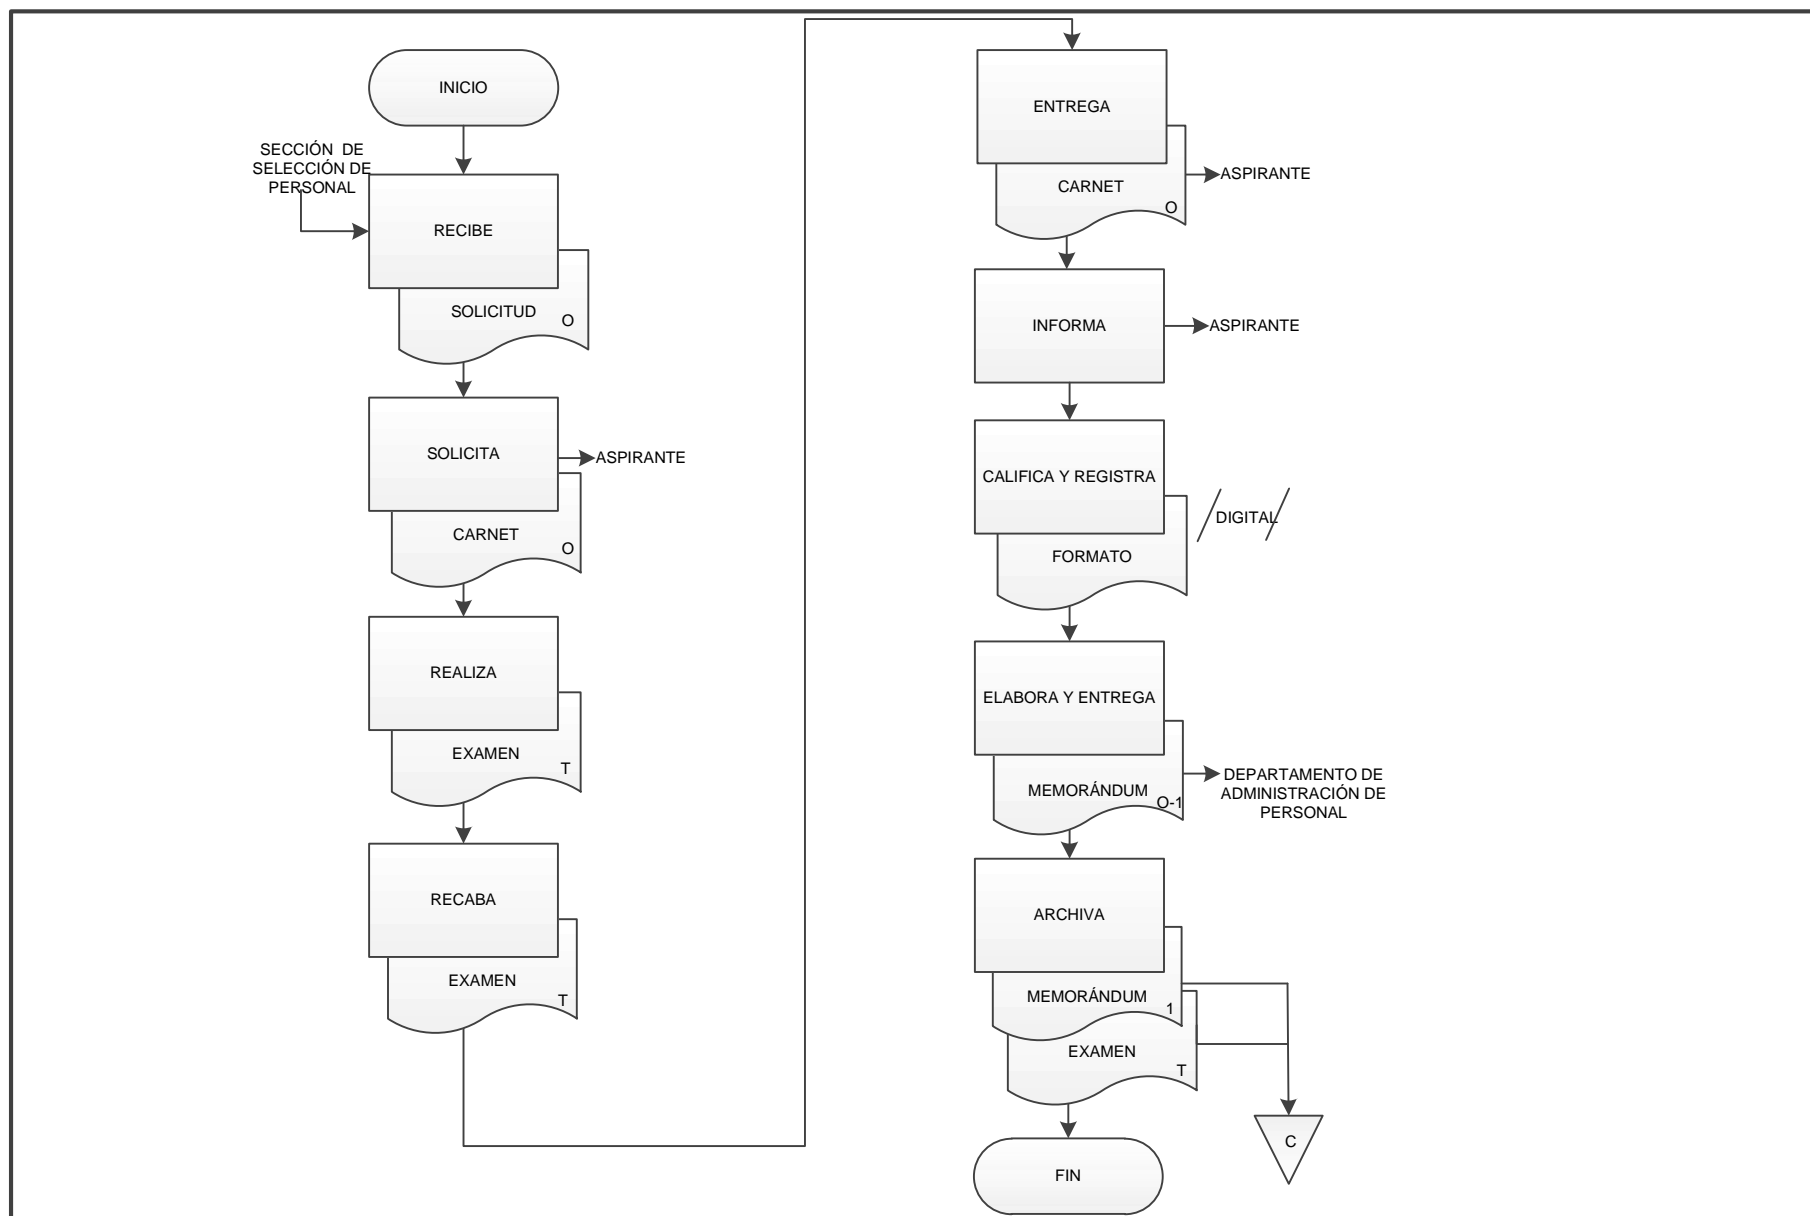 INICIO
SECCIÓN DE
SELECCIÓN DE
PERSONAL
RECIBE
SOLICITUD
O
SOLICITA
ASPIRANTE
CARNET
O
REALIZA
EXAMEN
T
RECABA
EXAMEN
T
ENTREGA
ASPIRANTE
CARNET
O
INFORMA
ASPIRANTE
CALIFICA Y REGISTRA
DIGITAL
FORMATO
ELABORA Y ENTREGA
MEMORÁNDUM
O-1
DEPARTAMENTO DE
ADMINISTRACIÓN DE
PERSONAL
ARCHIVA
MEMORÁNDUM
1
EXAMEN
T
C
FIN